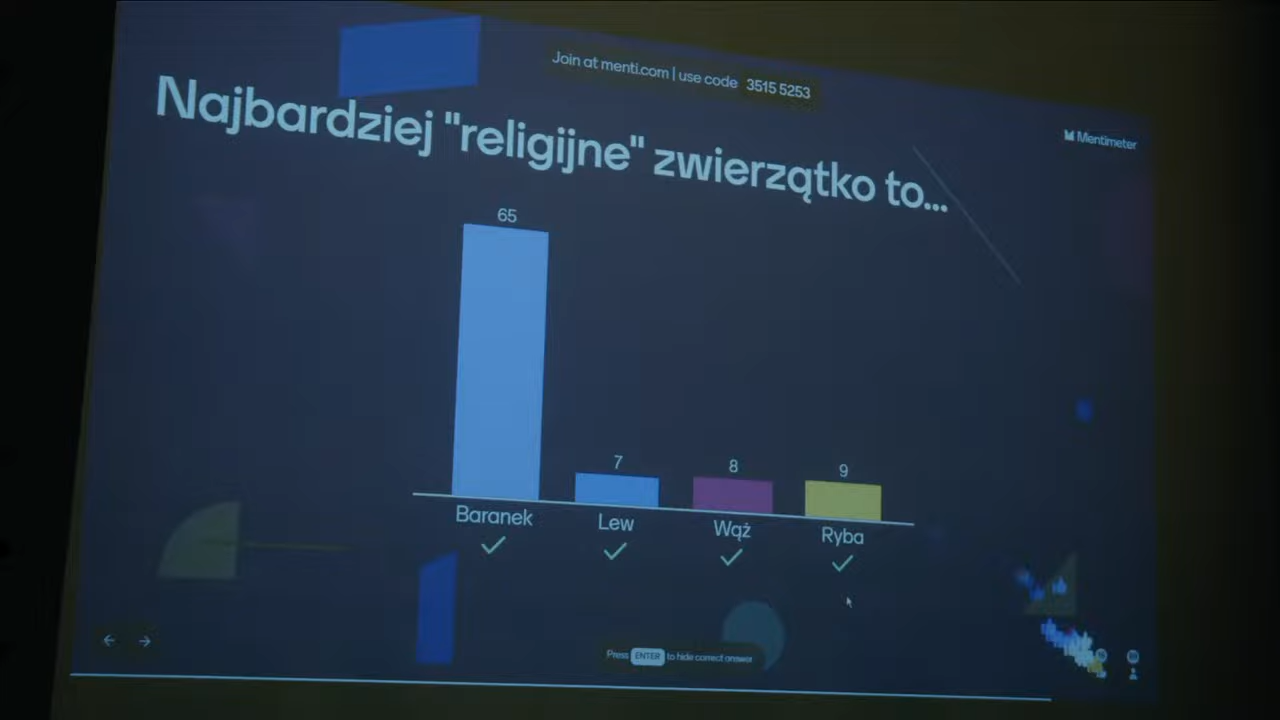 Join at menti.com | use code 3515 5253
Mentimeter
Najbardziej "religijne" zwierzątko to...
65
7
8
9
Baranek
Lew
Wąż
Ryba
Press ENTER to hide correct answer